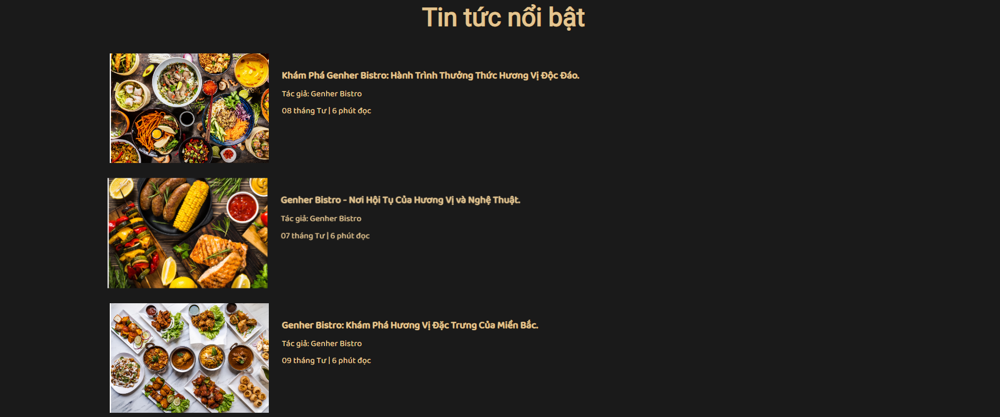 Tin tức nổi bật
Khám Phá Genher Bistro: Hành Trình Thưởng Thức Hương Vị Độc Đáo.
Tác giả: Genher Bistro
08 tháng Tư | 6 phút đọc
Genher Bistro - Nơi Hội Tụ Của Hương Vị và Nghệ Thuật.
Tác giả: Genher Bistro
07 tháng Tư | 6 phút đọc
Genher Bistro: Khám Phá Hương Vị Đặc Trưng Của Miền Bắc.
Tác giả: Genher Bistro
09 tháng Tư | 6 phút đọc